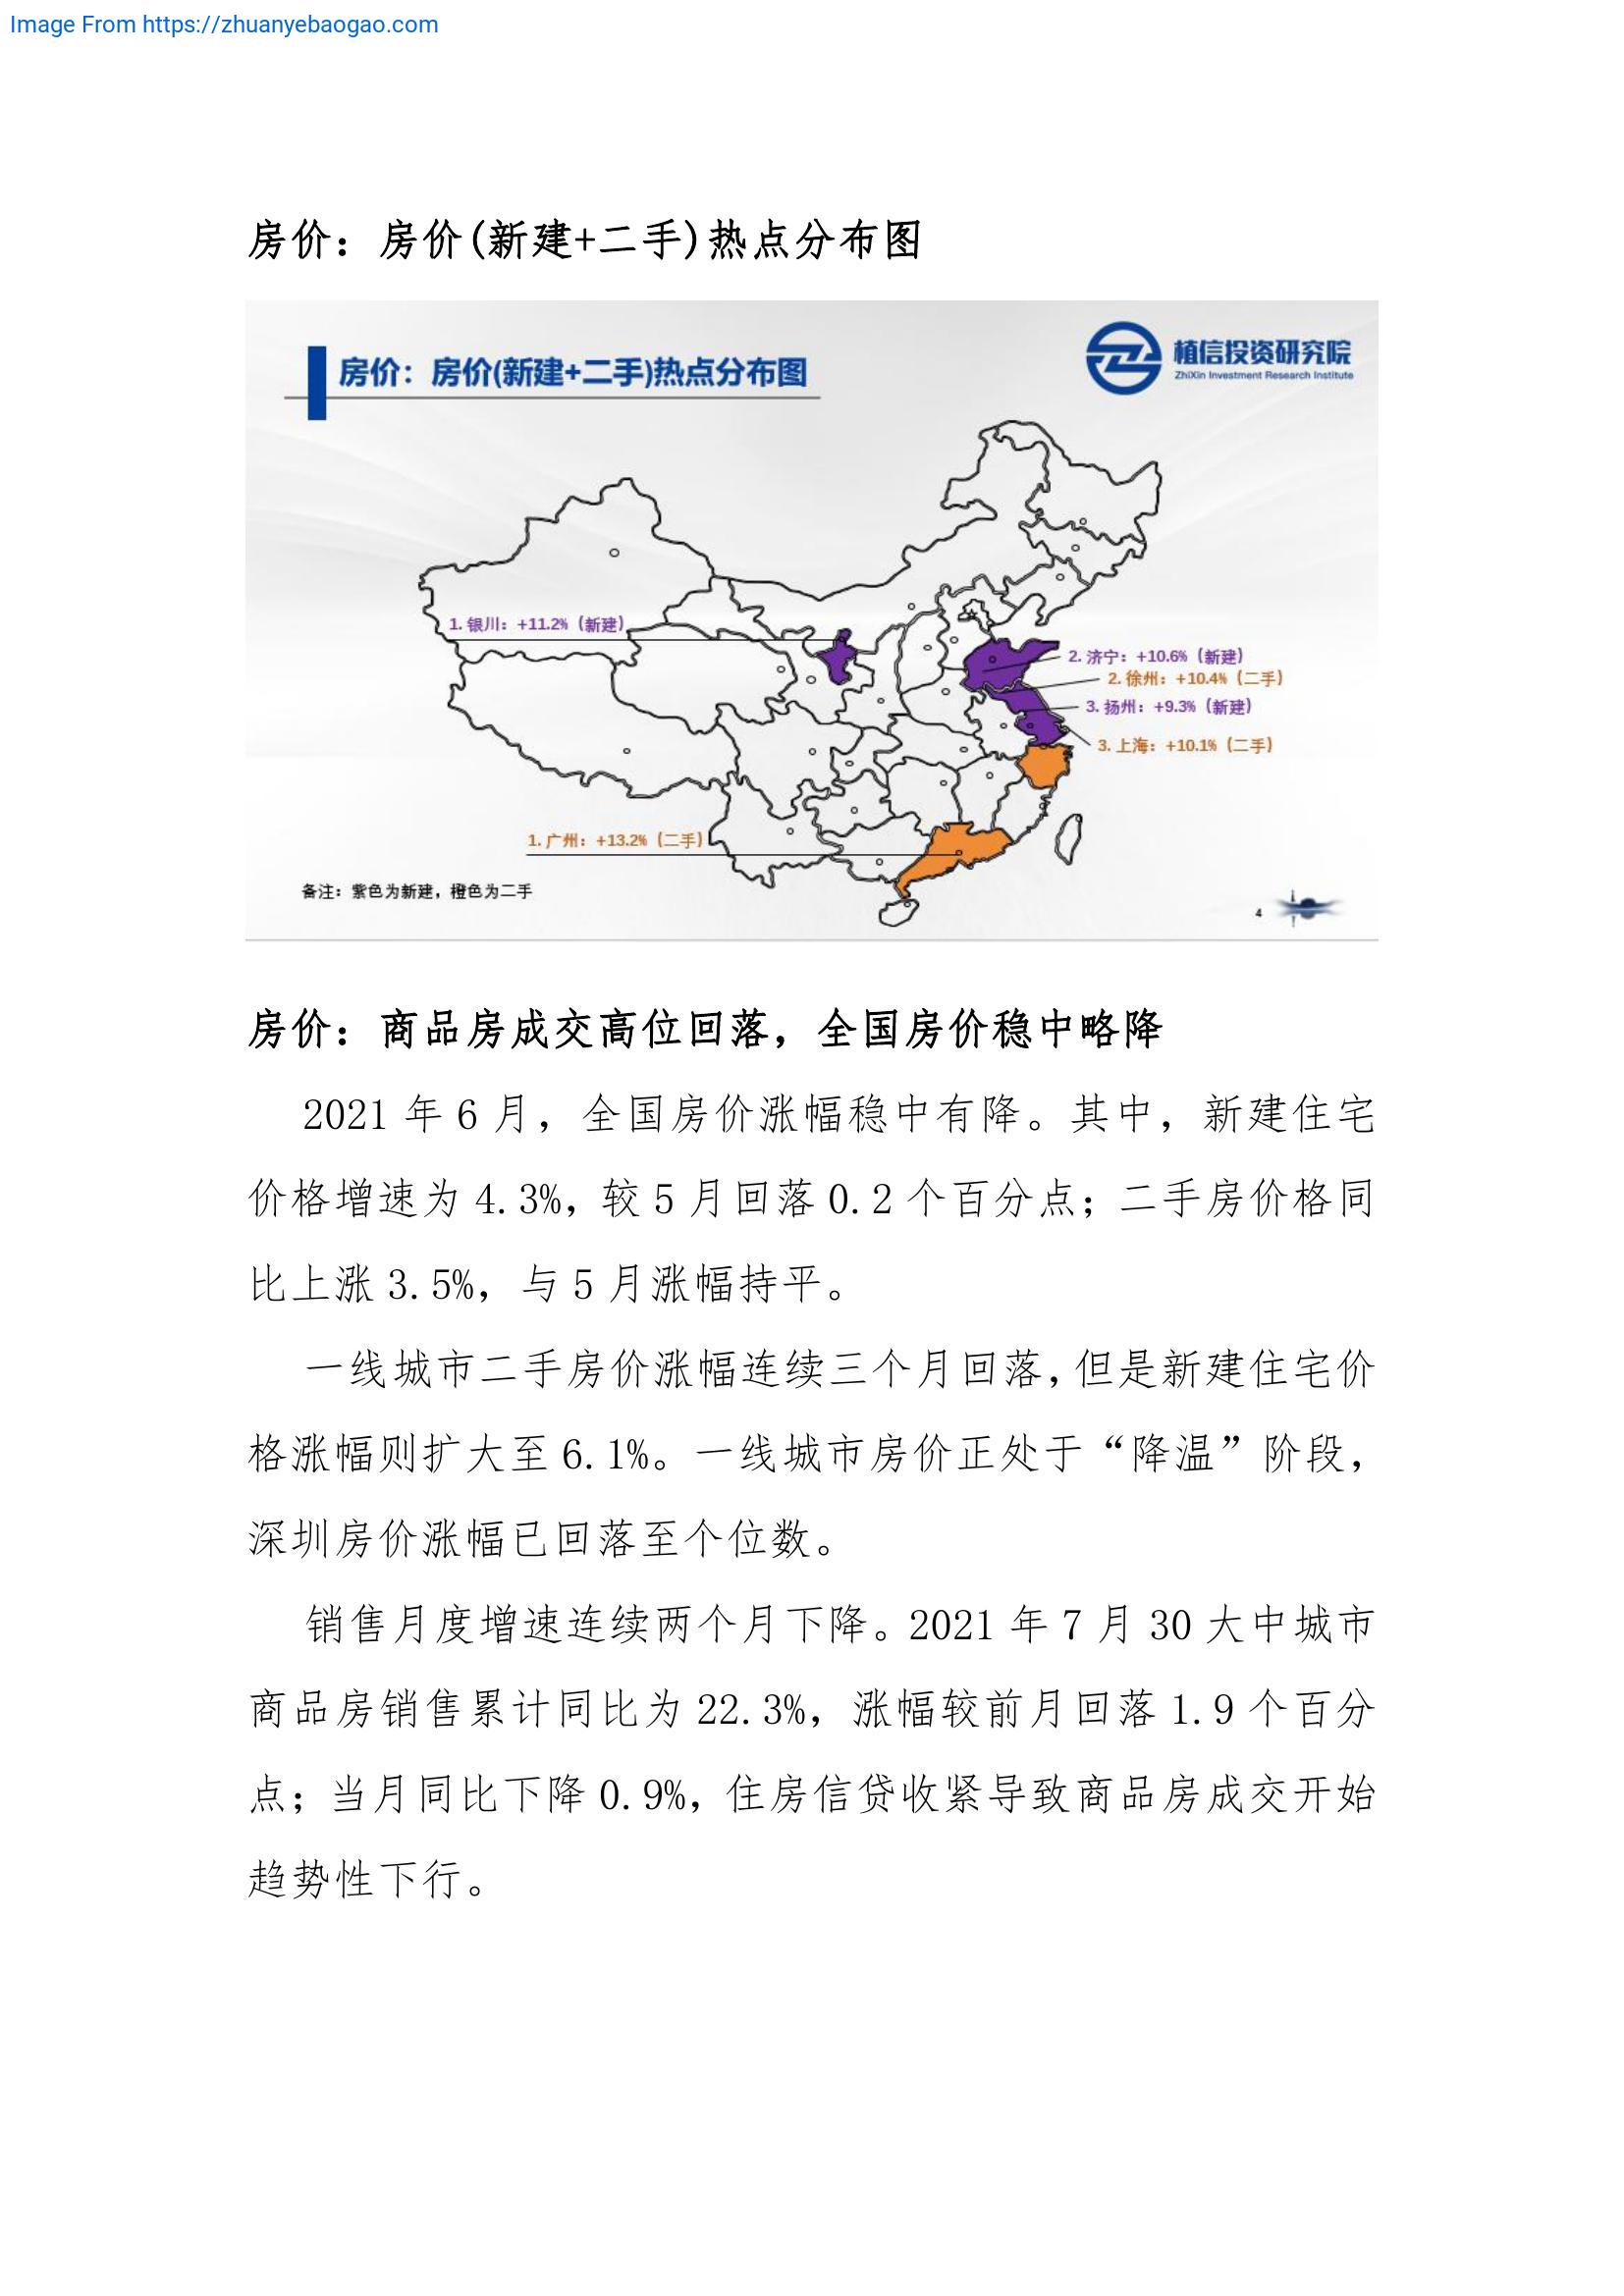 Image From https://zhuanyebaogao.com
房价：房价(新建+二手)热点分布图
房价：房价(新建+二手)热点分布图
植信投资研究院
ZhiXin Investment Research Institute
1. 银川：+11.2%（新建）
2. 济宁：+10.6%（新建）
2. 徐州：+10.4%（二手）
3. 扬州：+9.3%（新建）
3. 上海：+10.1%（二手）
1. 广州：+13.2%（二手）
备注：紫色为新建，橙色为二手
4
房价：商品房成交高位回落，全国房价稳中略降
2021 年 6 月，全国房价涨幅稳中有降。其中，新建住宅
价格增速为 4.3%，较 5 月回落 0.2 个百分点；二手房价格同
比上涨 3.5%，与 5 月涨幅持平。
一线城市二手房价涨幅连续三个月回落，但是新建住宅价
格涨幅则扩大至 6.1%。一线城市房价正处于“降温”阶段，
深圳房价涨幅已回落至个位数。
销售月度增速连续两个月下降。2021 年 7 月 30 大中城市
商品房销售累计同比为 22.3%，涨幅较前月回落 1.9 个百分
点；当月同比下降 0.9%，住房信贷收紧导致商品房成交开始
趋势性下行。